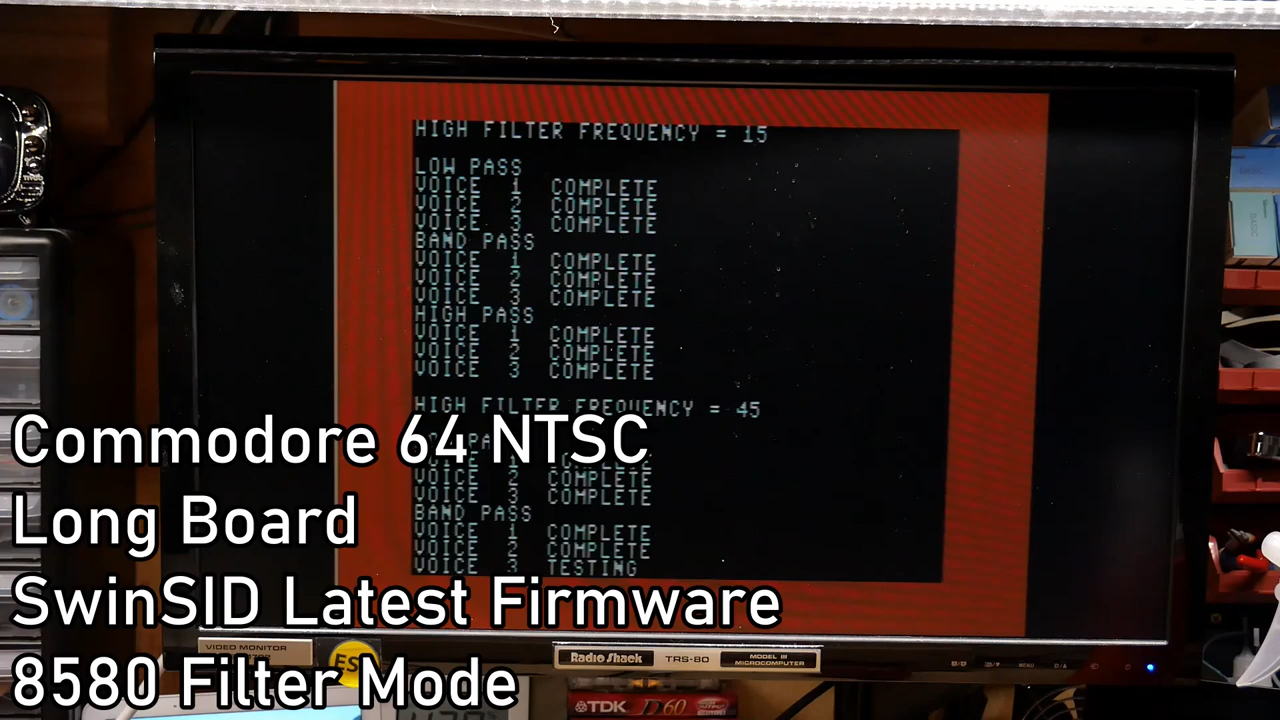 HIGH FILTER FREQUENCY = 15
LOW PASS
VOICE 1 COMPLETE
VOICE 2 COMPLETE
VOICE 3 COMPLETE
BAND PASS
VOICE 1 COMPLETE
VOICE 2 COMPLETE
VOICE 3 COMPLETE
HIGH PASS
VOICE 1 COMPLETE
VOICE 2 COMPLETE
VOICE 3 COMPLETE
HIGH FILTER FREQUENCY = 45
VOICE 1 COMPLETE
VOICE 2 COMPLETE
VOICE 3 COMPLETE
BAND PASS
VOICE 1 COMPLETE
VOICE 2 COMPLETE
VOICE 3 TESTING
Commodore 64 NTSC
Long Board
SwinSID Latest Firmware
8580 Filter Mode
VIDEO MONITOR
Radio Shack TRS-80 MODEL III MICROCOMPUTER
MENU
TDK D60